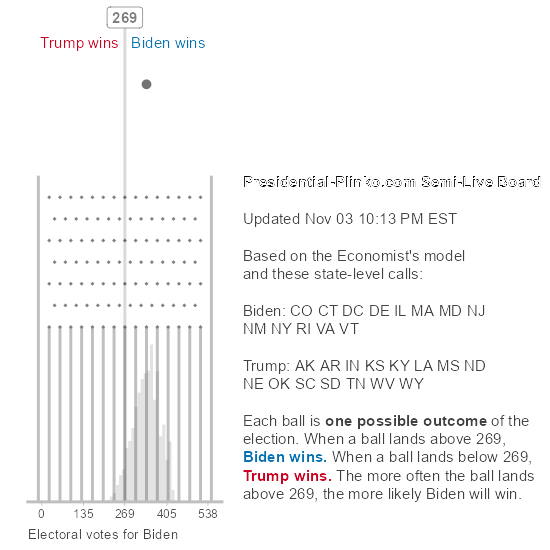 269
Trump wins Biden wins
Presidential-Plinko.com Semi-Live Board
Updated Nov 03 10:13 PM EST
Based on the Economist's model
and these state-level calls:
Biden: CO CT DC DE IL MA MD NJ
NM NY RI VA VT
Trump: AK AR IN KS KY LA MS ND
NE OK SC SD TN WV WY
Each ball is one possible outcome of the
election. When a ball lands above 269,
Biden wins. When a ball lands below 269,
Trump wins. The more often the ball lands
above 269, the more likely Biden will win.
0 135 269 405 538
Electoral votes for Biden